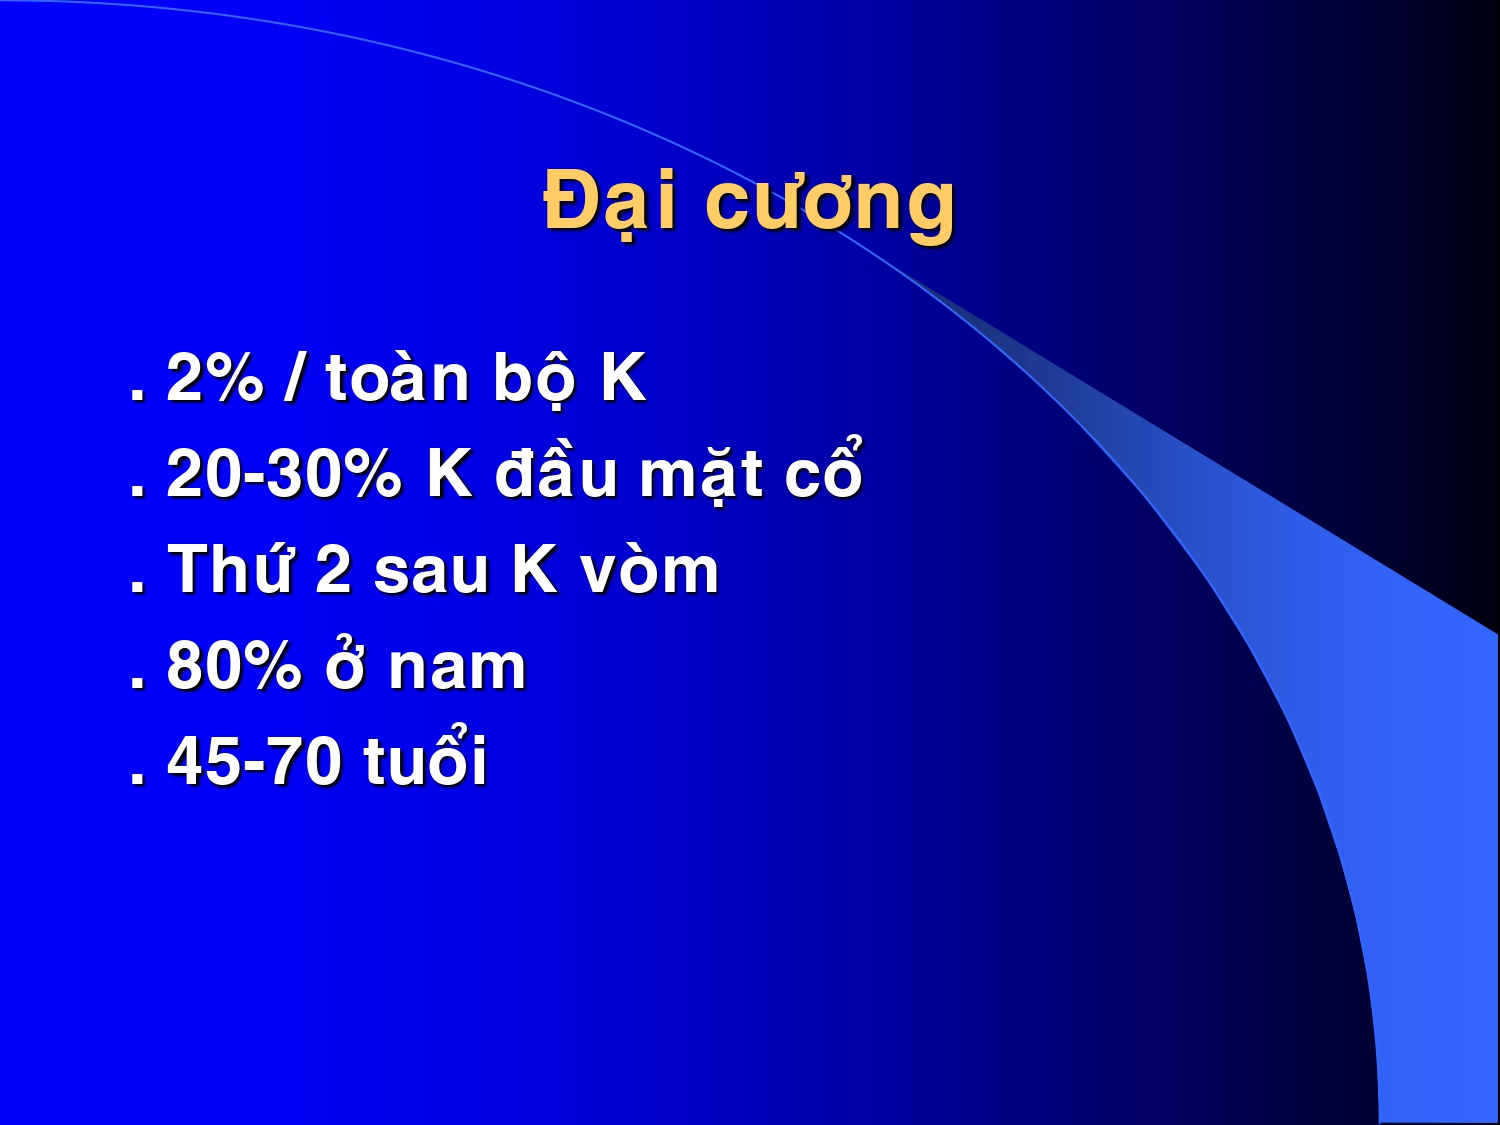 Đại cương
. 2% / toàn bộ K
. 20-30% K đầu mặt cổ
. Thứ 2 sau K vòm
. 80% ở nam
. 45-70 tuổi